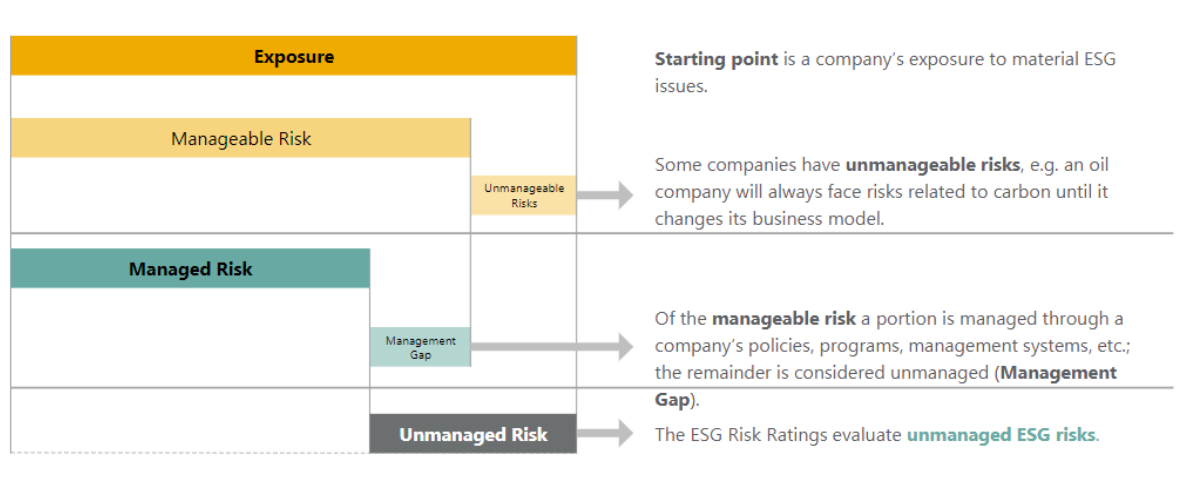 Exposure
Starting point is a company’s exposure to material ESG
issues.
Manageable Risk
Some companies have unmanageable risks, e.g. an oil
company will always face risks related to carbon until it
changes its business model.
Unmanageable
Risks
Managed Risk
Of the manageable risk a portion is managed through a
company’s policies, programs, management systems, etc.;
the remainder is considered unmanaged (Management
Gap).
Management
Gap
Unmanaged Risk
The ESG Risk Ratings evaluate unmanaged ESG risks.